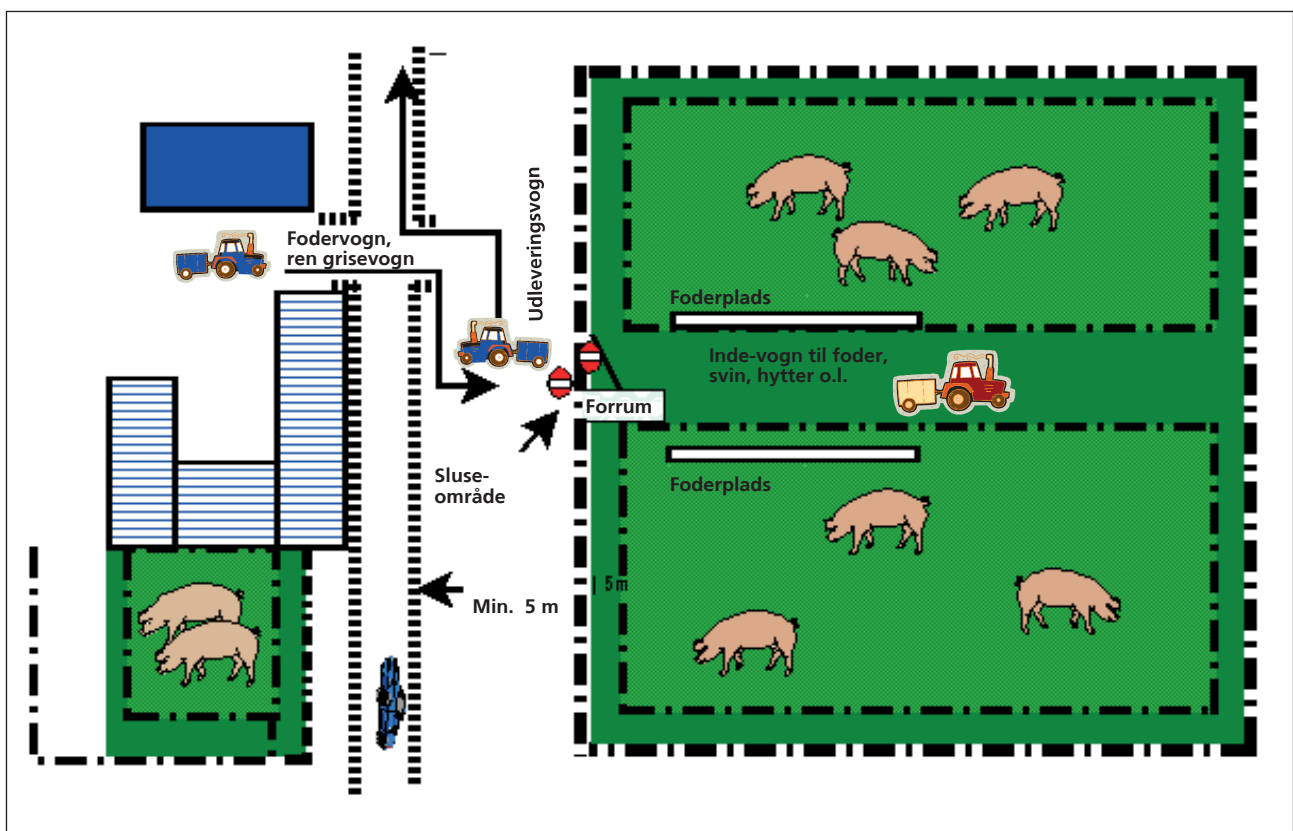 Fodervogn,
ren grisevogn
Udleveringsvogn
Foderplads
Inde-vogn til foder,
svin, hytter o.l.
Forrum
Foderplads
Sluse-
område
Min. 5 m
| 5 m